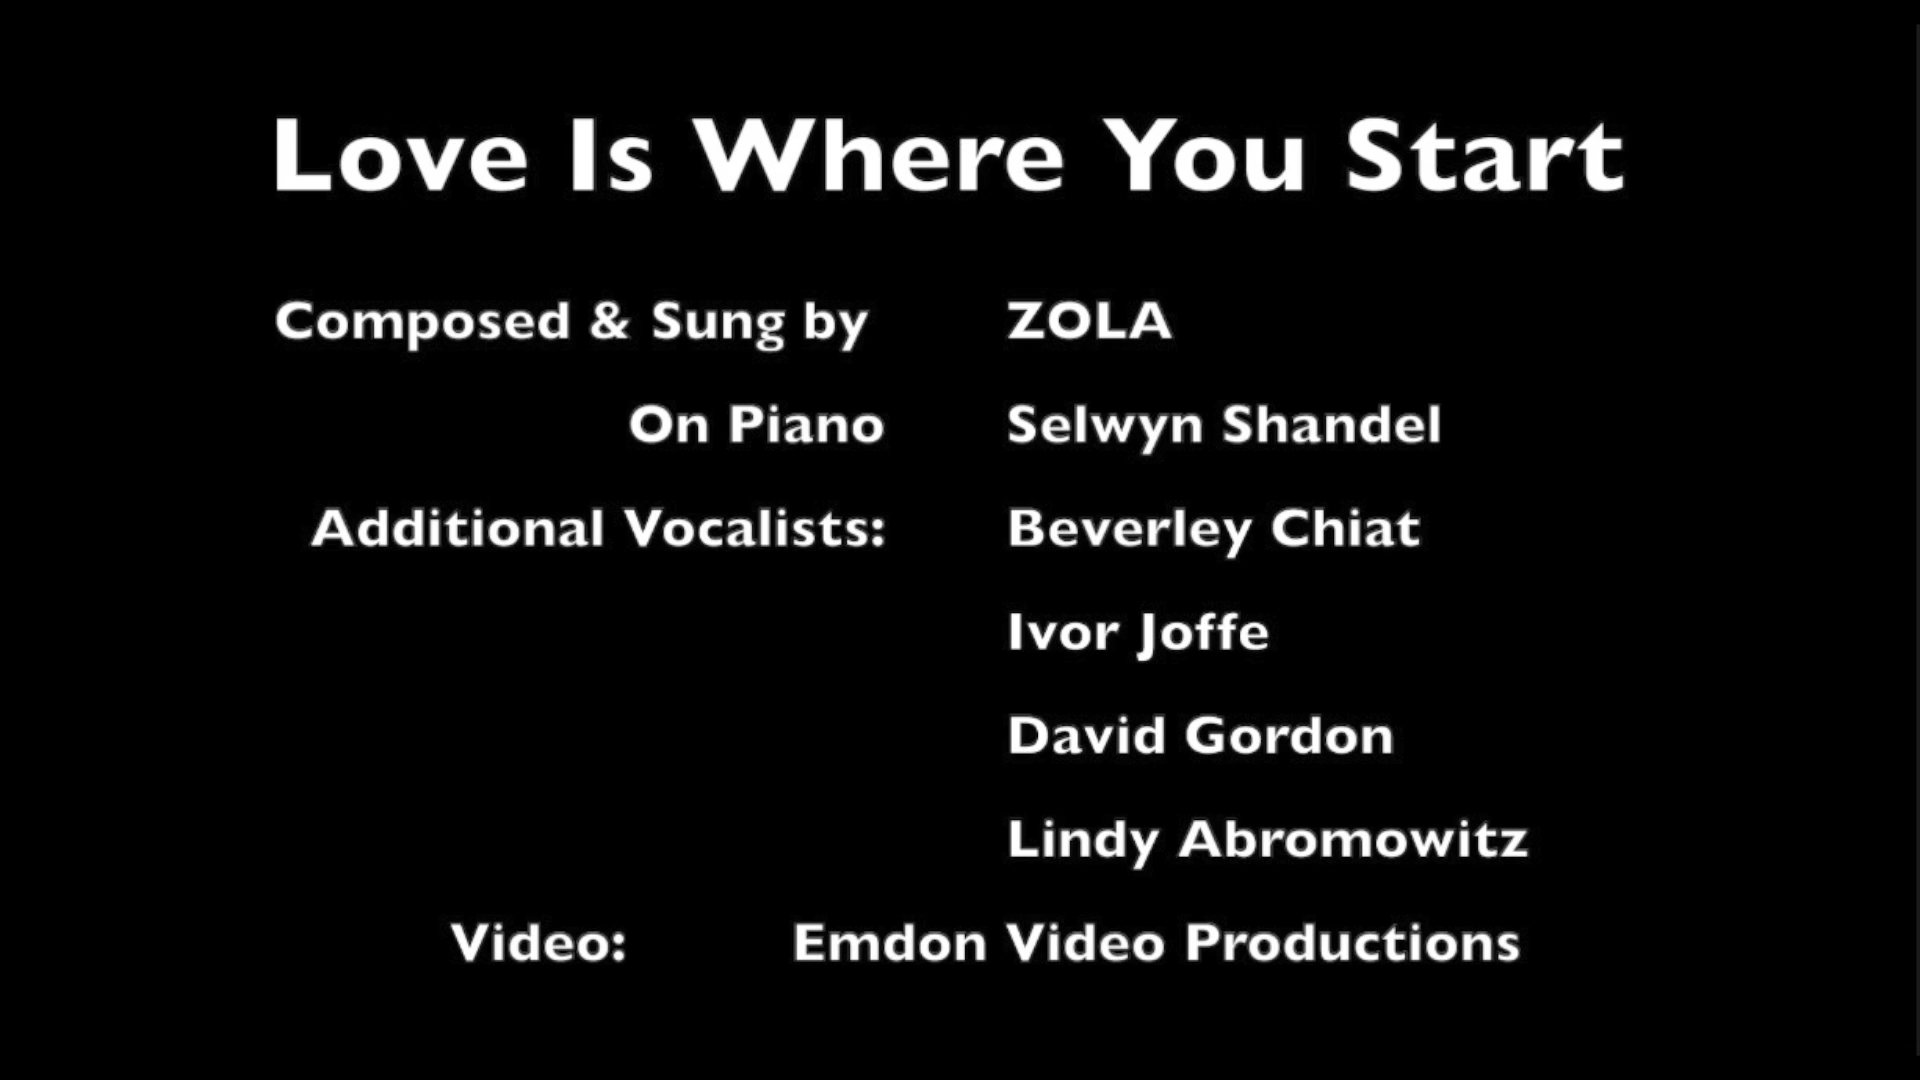 Love Is Where You Start
Composed & Sung by ZOLA
On Piano Selwyn Shandel
Additional Vocalists: Beverley Chiat
Ivor Joffe
David Gordon
Lindy Abromowitz
Video: Emdon Video Productions